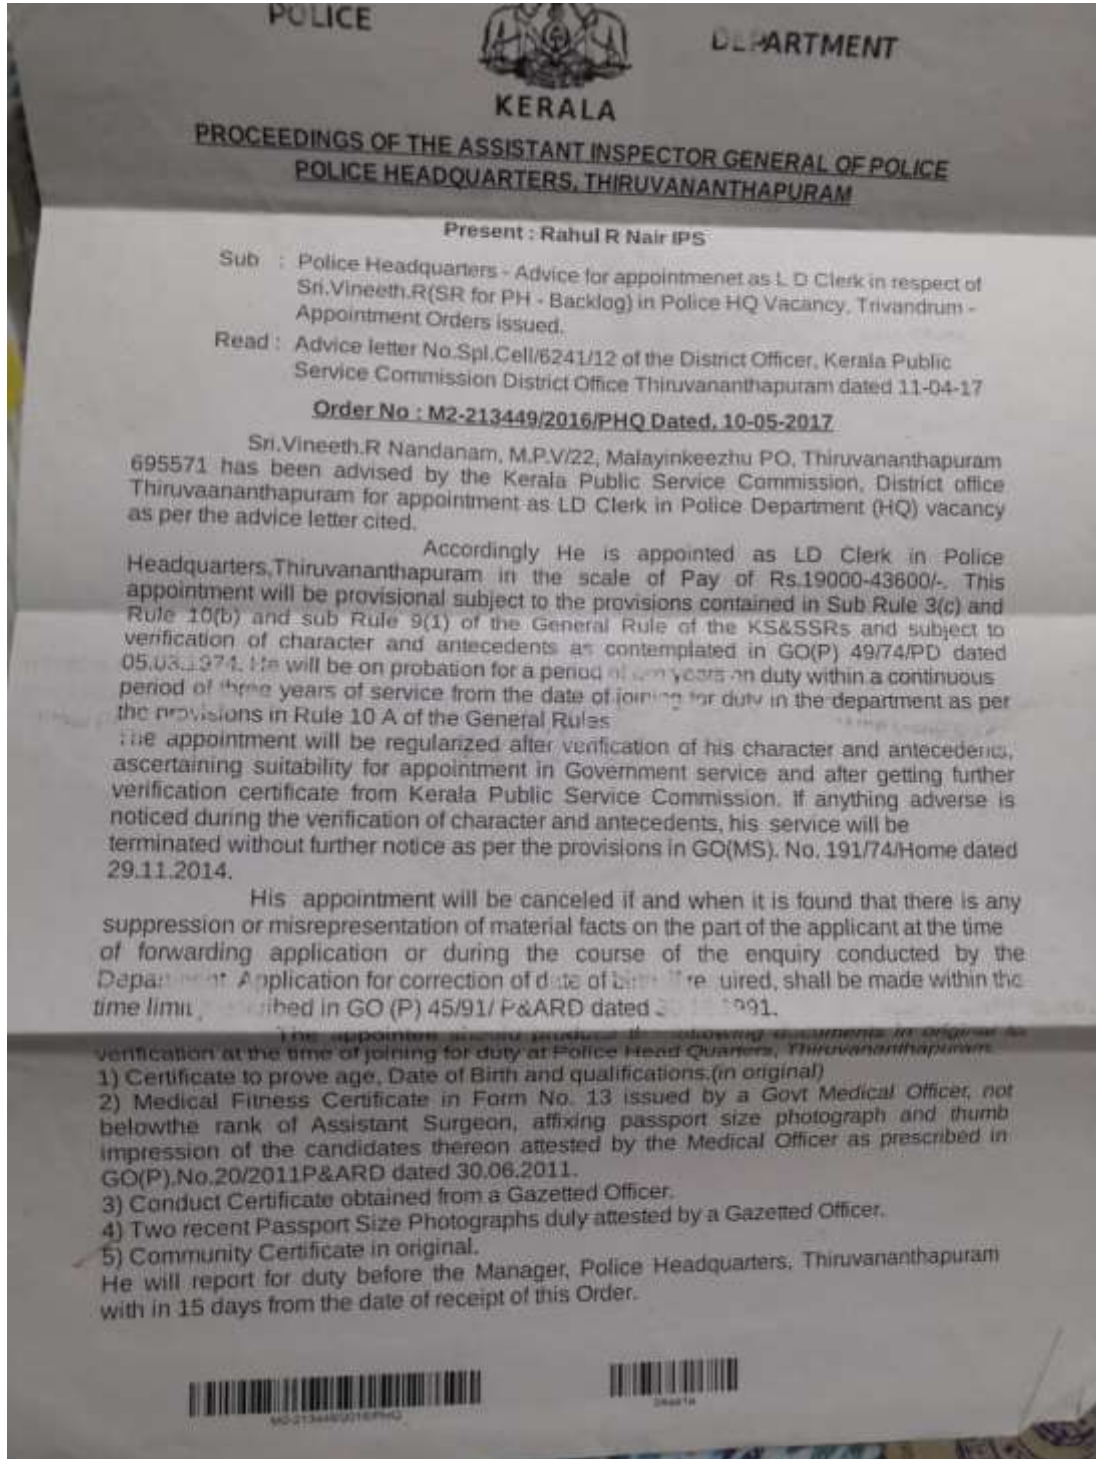 POLICE
DEPARTMENT
KERALA
PROCEEDINGS OF THE ASSISTANT INSPECTOR GENERAL OF POLICE
POLICE HEADQUARTERS, THIRUVANANTHAPURAM
Present : Rahul R Nair IPS
Sub : Police Headquarters - Advice for appointmenet as L D Clerk in respect of
Sri.Vineeth.R(SR for PH - Backlog) in Police HQ Vacancy, Trivandrum -
Appointment Orders issued.
Read : Advice letter No.Spl.Cell/6241/12 of the District Officer, Kerala Public
Service Commission District Office Thiruvananthapuram dated 11-04-17
Order No : M2-213449/2016/PHQ Dated, 10-05-2017
Sri.Vineeth.R Nandanam, M.P.V/22, Malayinkeezhu PO, Thiruvananthapuram
695571 has been advised by the Kerala Public Service Commission, District office
Thiruvaananthapuram for appointment as LD Clerk in Police Department (HQ) vacancy
as per the advice letter cited.
Accordingly He is appointed as LD Clerk in Police
Headquarters,Thiruvananthapuram in the scale of Pay of Rs.19000-43600/-. This
appointment will be provisional subject to the provisions contained in Sub Rule 3(c) and
Rule 10(b) and sub Rule 9(1) of the General Rule of the KS&SSRs and subject to
verification of character and antecedents as contemplated in GO(P) 49/74/PD dated
05.03.1974. He will be on probation for a period of years on duty within a continuous
period of three years of service from the date of joining for duty in the department as per
the provisions in Rule 10 A of the General Rules
The appointment will be regularized after verification of his character and antecedents,
ascertaining suitability for appointment in Government service and after getting further
verification certificate from Kerala Public Service Commission. If anything adverse is
noticed during the verification of character and antecedents, his service will be
terminated without further notice as per the provisions in GO(MS). No. 191/74/Home dated
29.11.2014.
His appointment will be canceled if and when it is found that there is any
suppression or misrepresentation of material facts on the part of the applicant at the time
of forwarding application or during the course of the enquiry conducted by the
Department. Application for correction of date of birth if required, shall be made within the
time limit in GO (P) 45/91/ P&ARD dated
The appointee should produce the following documents in original for
verification at the time of joining for duty at Police Head Quarters, Thiruvananthapuram.
1) Certificate to prove age, Date of Birth and qualifications.(in original)
2) Medical Fitness Certificate in Form No. 13 issued by a Govt Medical Officer, not
belowthe rank of Assistant Surgeon, affixing passport size photograph and thumb
impression of the candidates thereon attested by the Medical Officer as prescribed in
GO(P).No.20/2011P&ARD dated 30.06.2011.
3) Conduct Certificate obtained from a Gazetted Officer.
4) Two recent Passport Size Photographs duly attested by a Gazetted Officer.
5) Community Certificate in original.
He will report for duty before the Manager, Police Headquarters, Thiruvananthapuram
with in 15 days from the date of receipt of this Order.
M2-213449/2016/PHQ